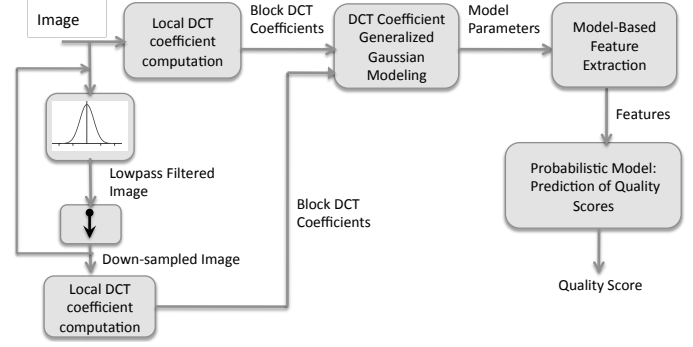 Image
Local DCT
coefficient
computation
Block DCT
Coefficients
DCT Coefficient
Generalized
Gaussian
Modeling
Model
Parameters
Model-Based
Feature
Extraction
Features
Probabilistic Model:
Prediction of Quality
Scores
Quality Score
Lowpass Filtered
Image
Down-sampled Image
Local DCT
coefficient
computation
Block DCT
Coefficients